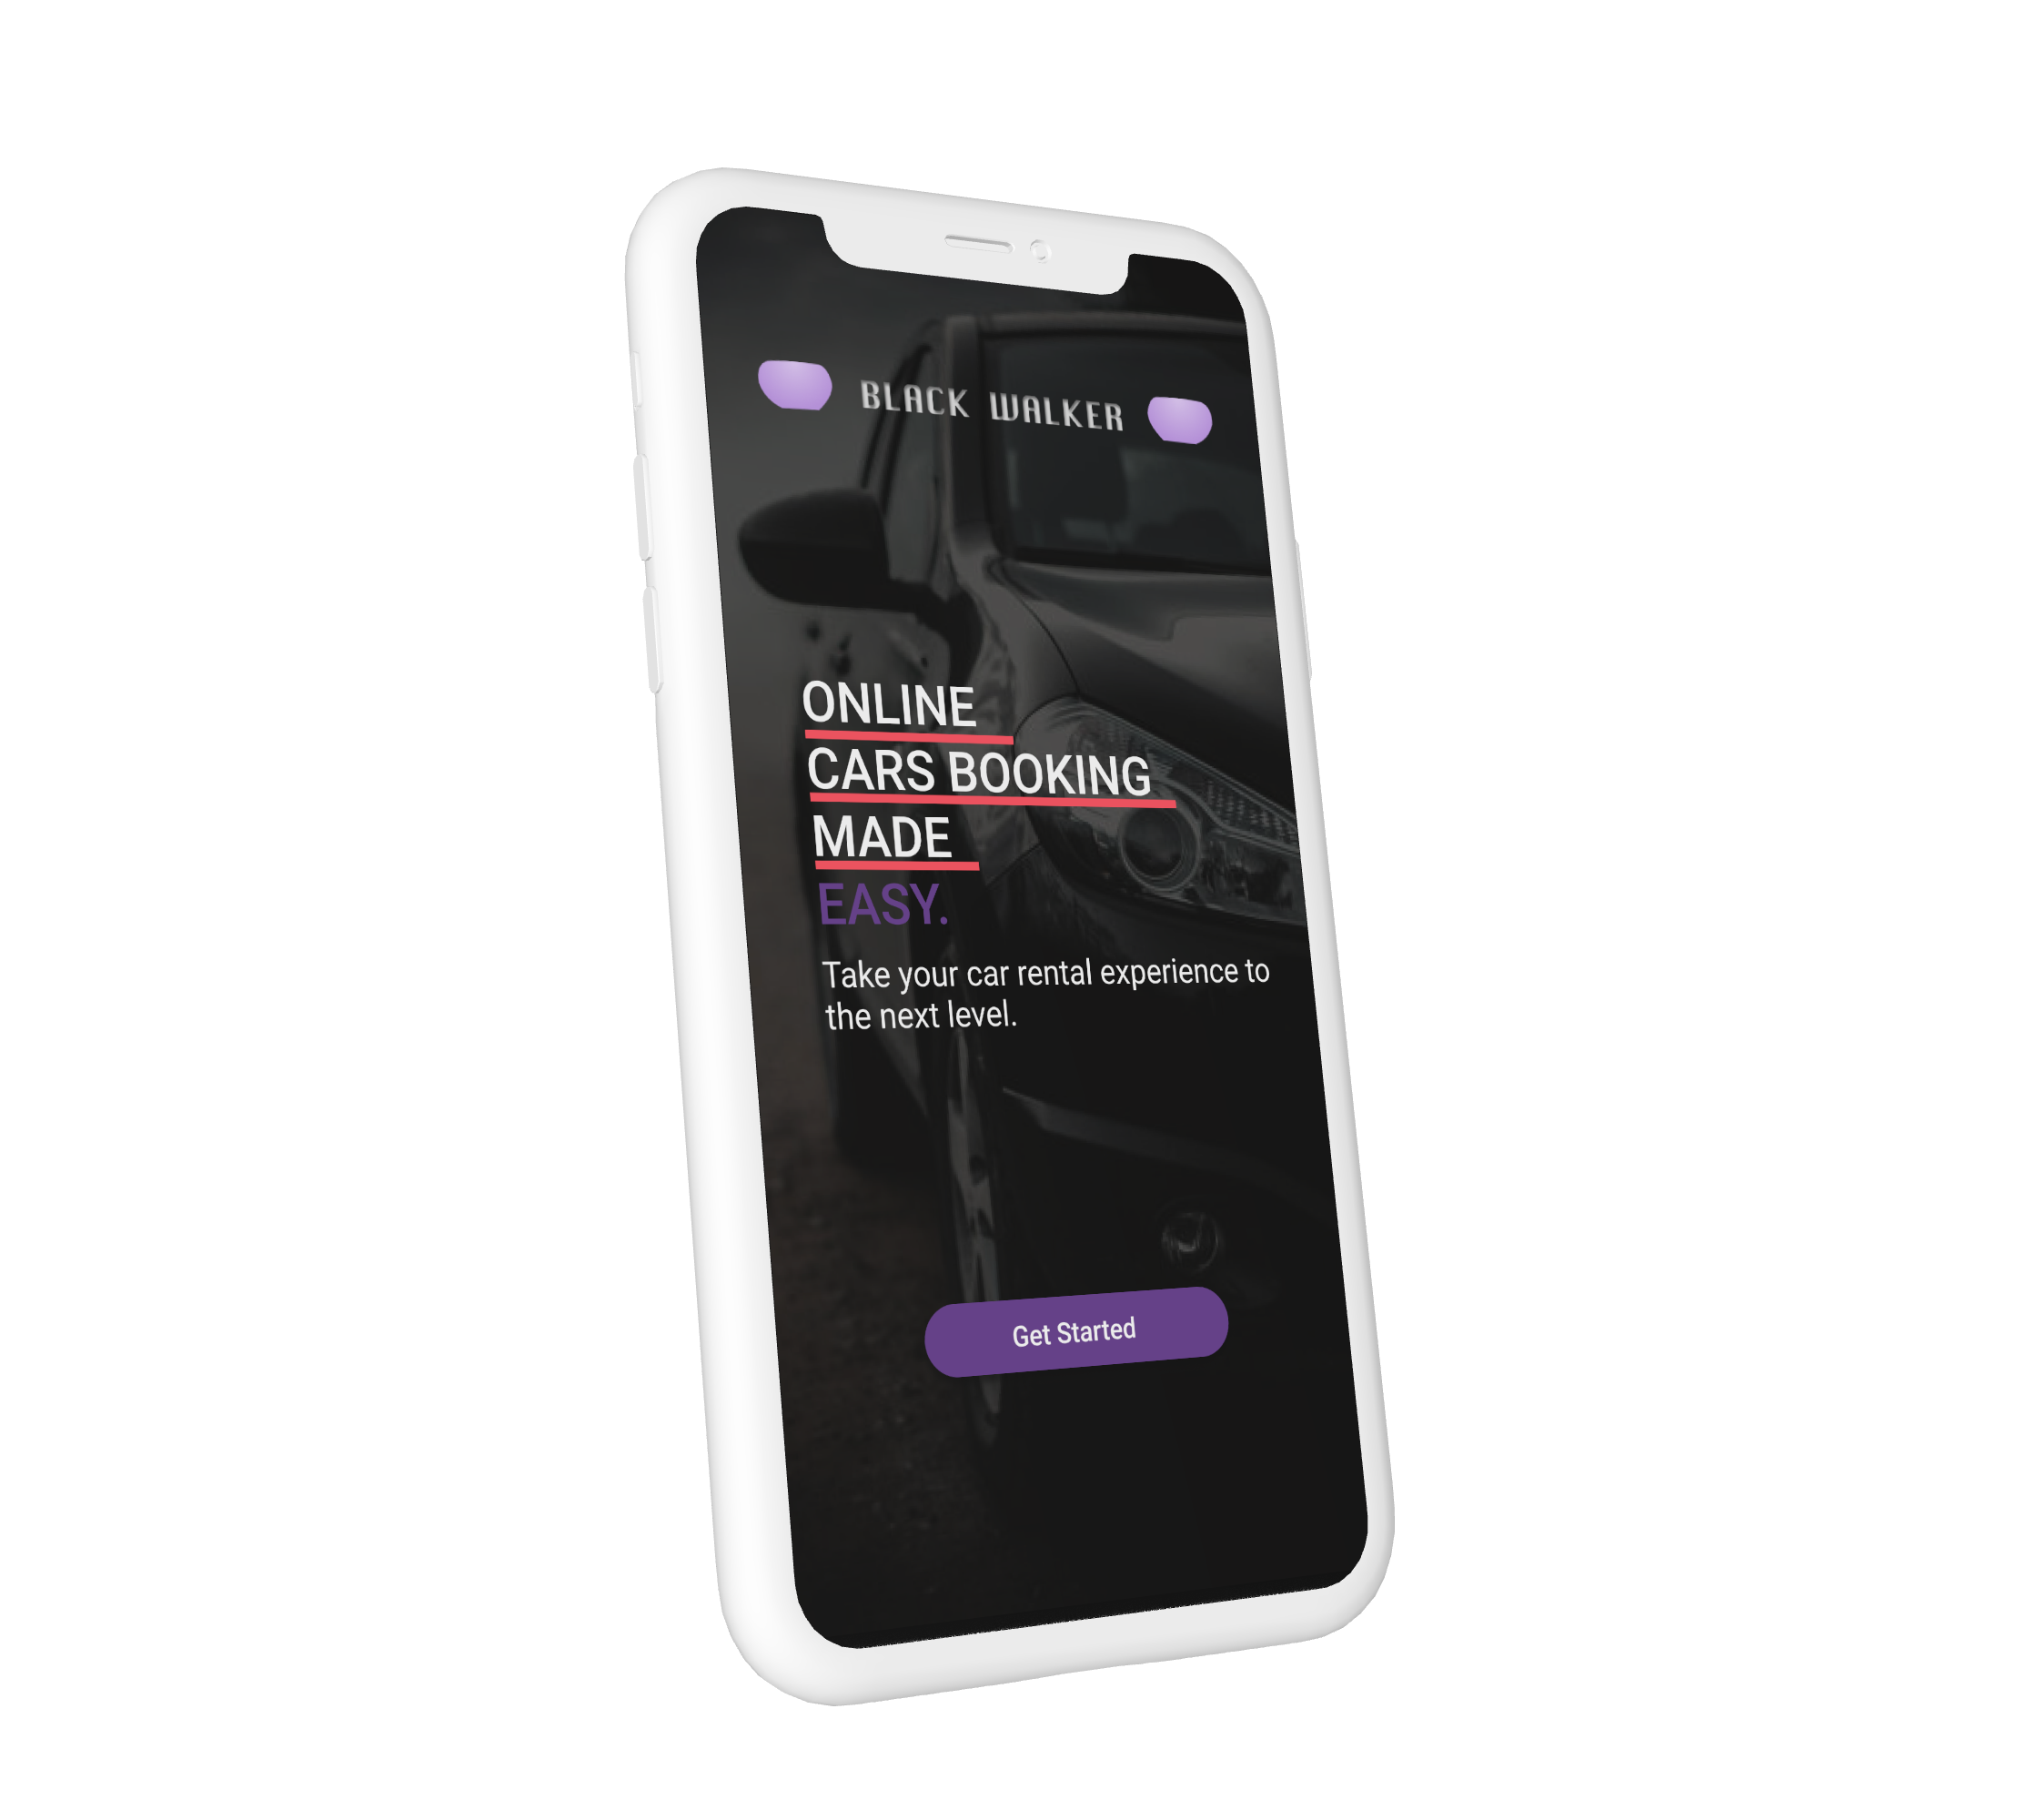 BLACK WALKER
ONLINE
CARS BOOKING
MADE
EASY.
Take your car rental experience to
the next level.
Get Started